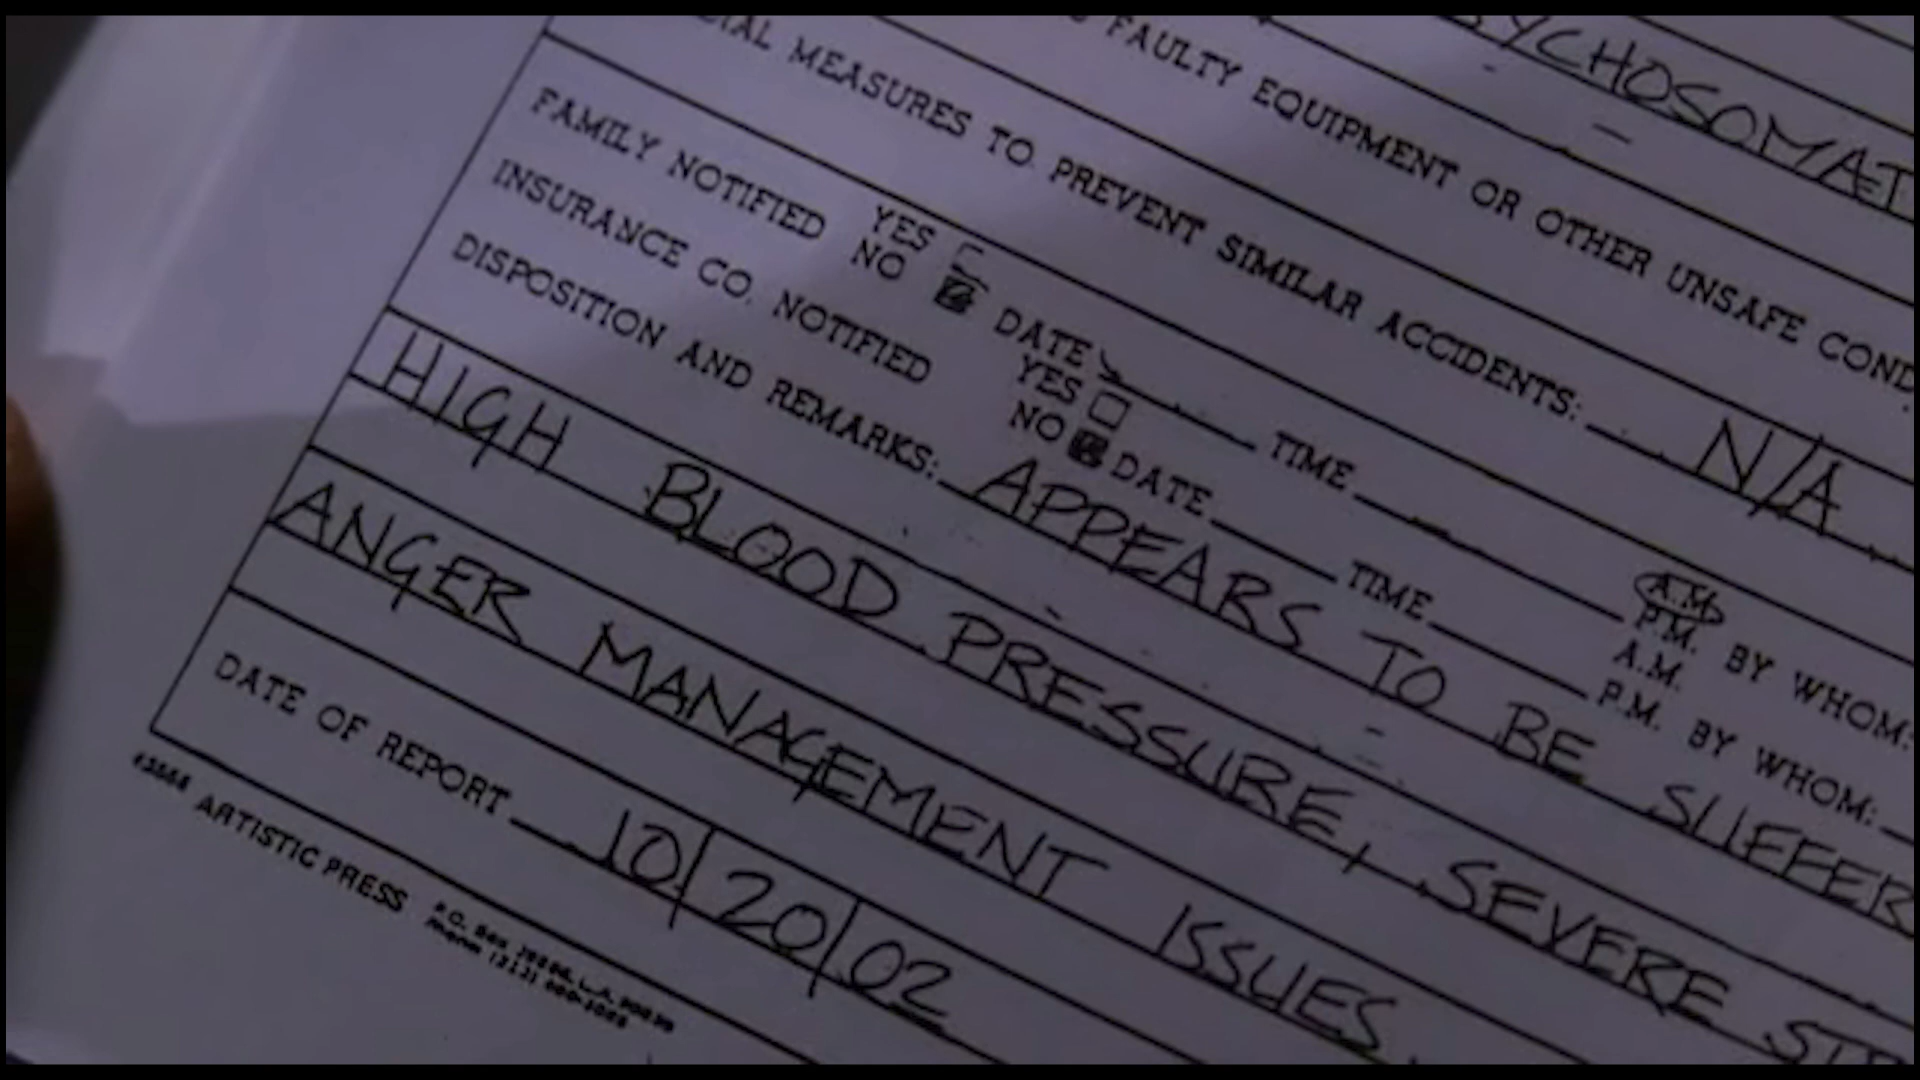 PSYCHOSOMAT
FAULTY EQUIPMENT OR OTHER UNSAFE COND
MEASURES TO PREVENT SIMILAR ACCIDENTS: N/A
FAMILY NOTIFIED YES NO DATE TIME A.M. P.M. BY WHOM:
INSURANCE CO. NOTIFIED YES NO DATE TIME A.M. P.M. BY WHOM:
DISPOSITION AND REMARKS: APPEARS TO BE SUFFER
HIGH BLOOD PRESSURE, SEVERE ST
ANGER MANAGEMENT ISSUES.
DATE OF REPORT 10/20/02
ARTISTIC PRESS